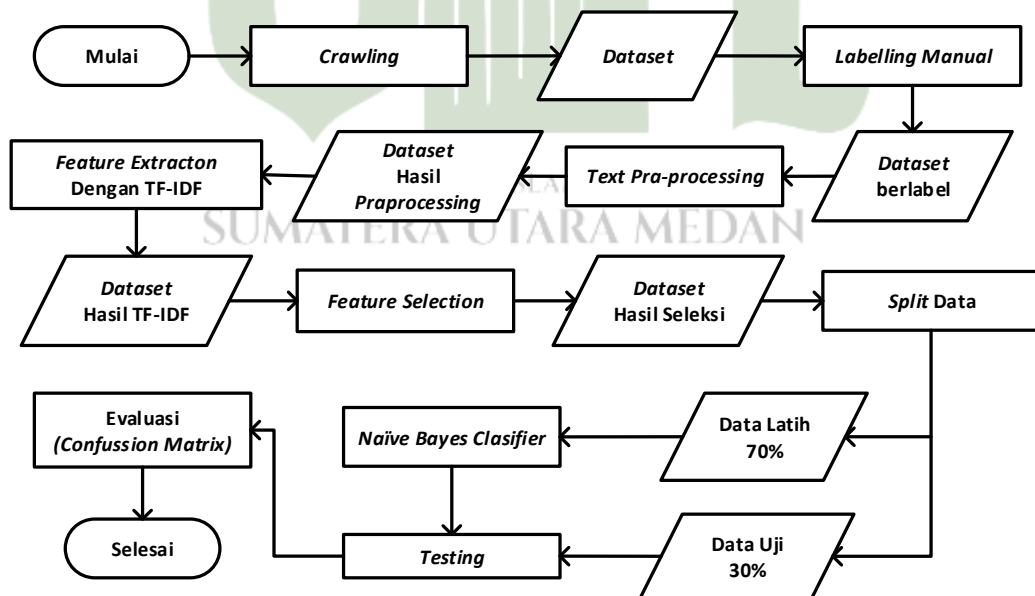 Mulai
Crawling
Dataset
Labelling Manual
Dataset
berlabel
Text Pra-processing
Dataset
Hasil
Praprocessing
Feature Extracton
Dengan TF-IDF
SUMATERA UTARA MEDAN
Dataset
Hasil TF-IDF
Feature Selection
Dataset
Hasil Seleksi
Split Data
Data Latih
70%
Naïve Bayes Clasifier
Evaluasi
(Confussion Matrix)
Data Uji
30%
Testing
Selesai